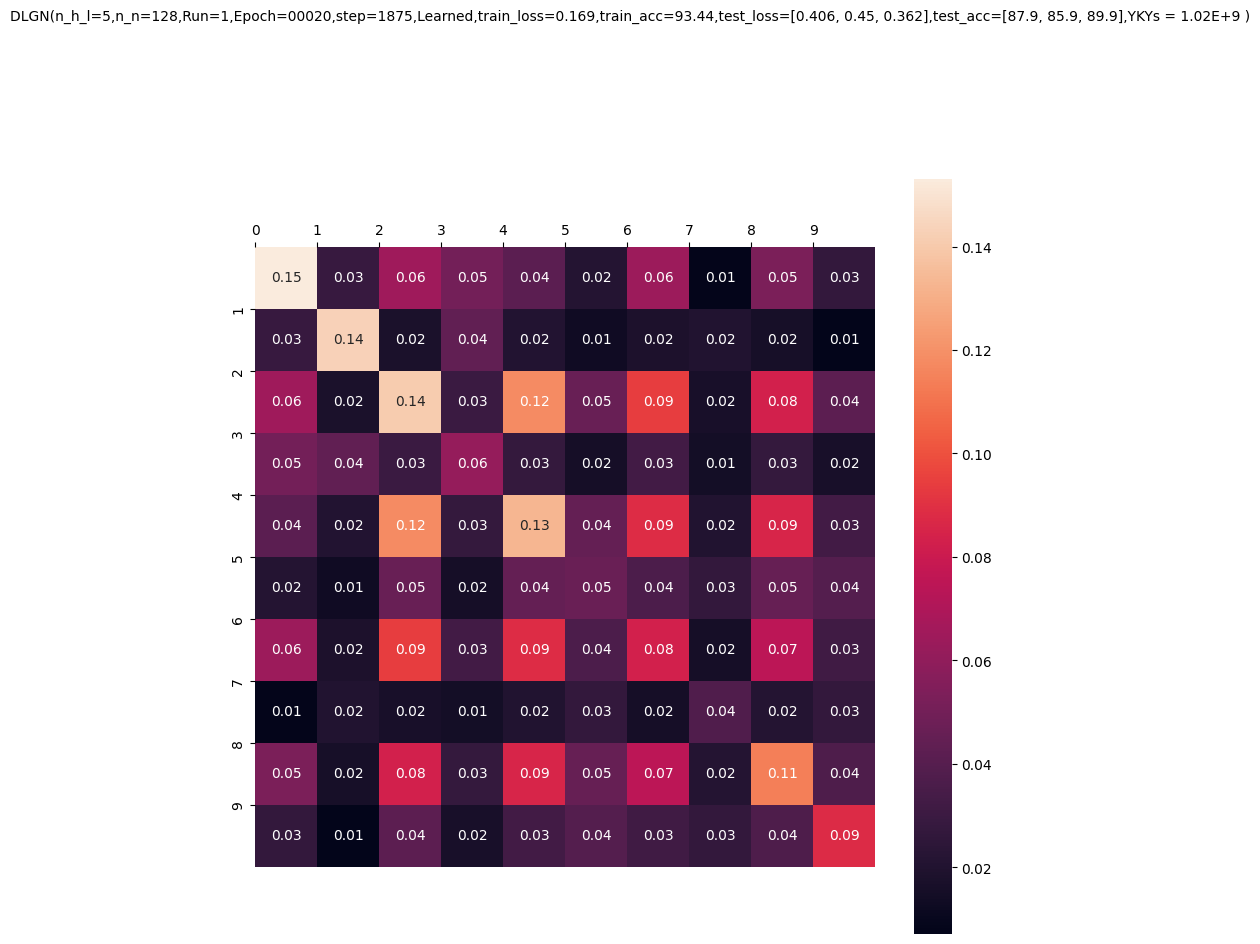 DLGN(n_h_l=5,n_n=128,Run=1,Epoch=00020,step=1875,Learned,train_loss=0.169,train_acc=93.44,test_loss=[0.406, 0.45, 0.362],test_acc=[87.9, 85.9, 89.9],YKYs = 1.02E+9 )
0 1 2 3 4 5 6 7 8 9
0.15 0.03 0.06 0.05 0.04 0.02 0.06 0.01 0.05 0.03
1
0.03 0.14 0.02 0.04 0.02 0.01 0.02 0.02 0.02 0.01
2
0.06 0.02 0.14 0.03 0.12 0.05 0.09 0.02 0.08 0.04
3
0.05 0.04 0.03 0.06 0.03 0.02 0.03 0.01 0.03 0.02
4
0.04 0.02 0.12 0.03 0.13 0.04 0.09 0.02 0.09 0.03
5
0.02 0.01 0.05 0.02 0.04 0.05 0.04 0.03 0.05 0.04
6
0.06 0.02 0.09 0.03 0.09 0.04 0.08 0.02 0.07 0.03
7
0.01 0.02 0.02 0.01 0.02 0.03 0.02 0.04 0.02 0.03
8
0.05 0.02 0.08 0.03 0.09 0.05 0.07 0.02 0.11 0.04
9
0.03 0.01 0.04 0.02 0.03 0.04 0.03 0.03 0.04 0.09
0.14
0.12
0.10
0.08
0.06
0.04
0.02